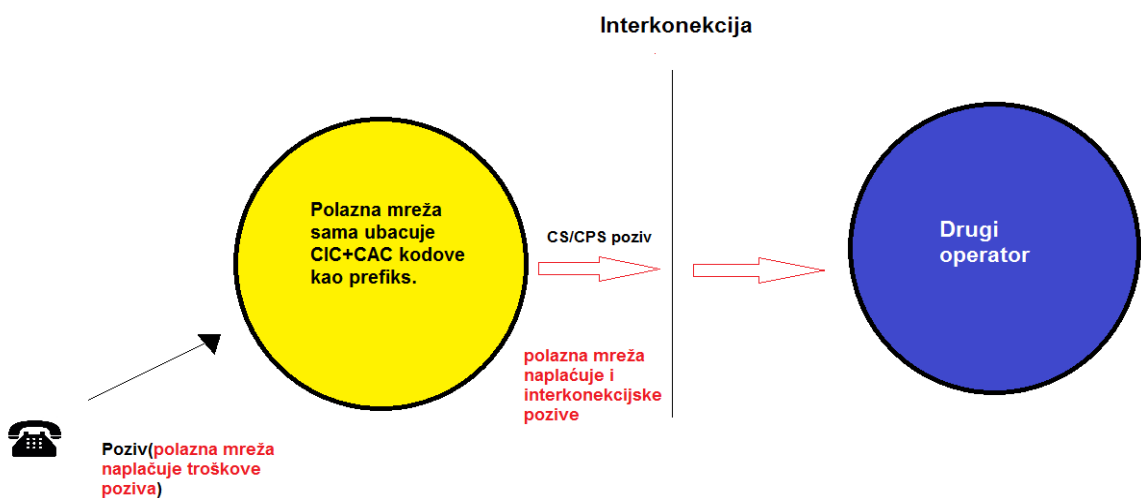 Interkonekcija
Polazna mreža
sama ubacuje
CIC+CAC kodove
kao prefiks.
CS/CPS poziv
Drugi
operator
polazna mreža
naplaćuje i
interkonekcijske
pozive
Poziv(polazna mreža
naplaćuje troškove
poziva)